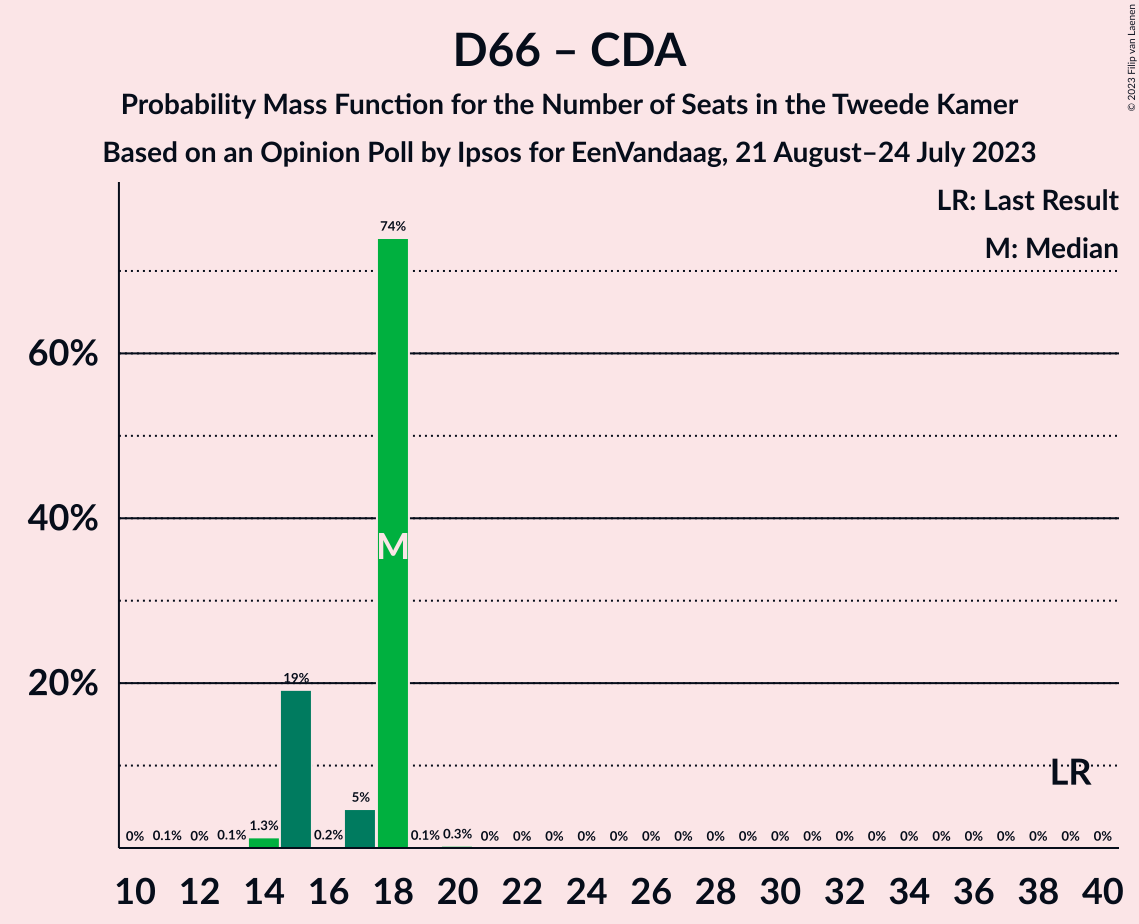 D66 – CDA
Probability Mass Function for the Number of Seats in the Tweede Kamer
Based on an Opinion Poll by Ipsos for EenVandaag, 21 August–24 July 2023
© 2023 Filip van Laenen
LR: Last Result
M: Median
74%
60%
40%
M
20%
19%
LR
0% 0.1% 0% 0.1% 1.3% 0.2% 5% 0.1% 0.3% 0% 0% 0% 0% 0% 0% 0% 0% 0% 0% 0% 0% 0% 0% 0% 0% 0% 0% 0% 0%
10 12 14 16 18 20 22 24 26 28 30 32 34 36 38 40